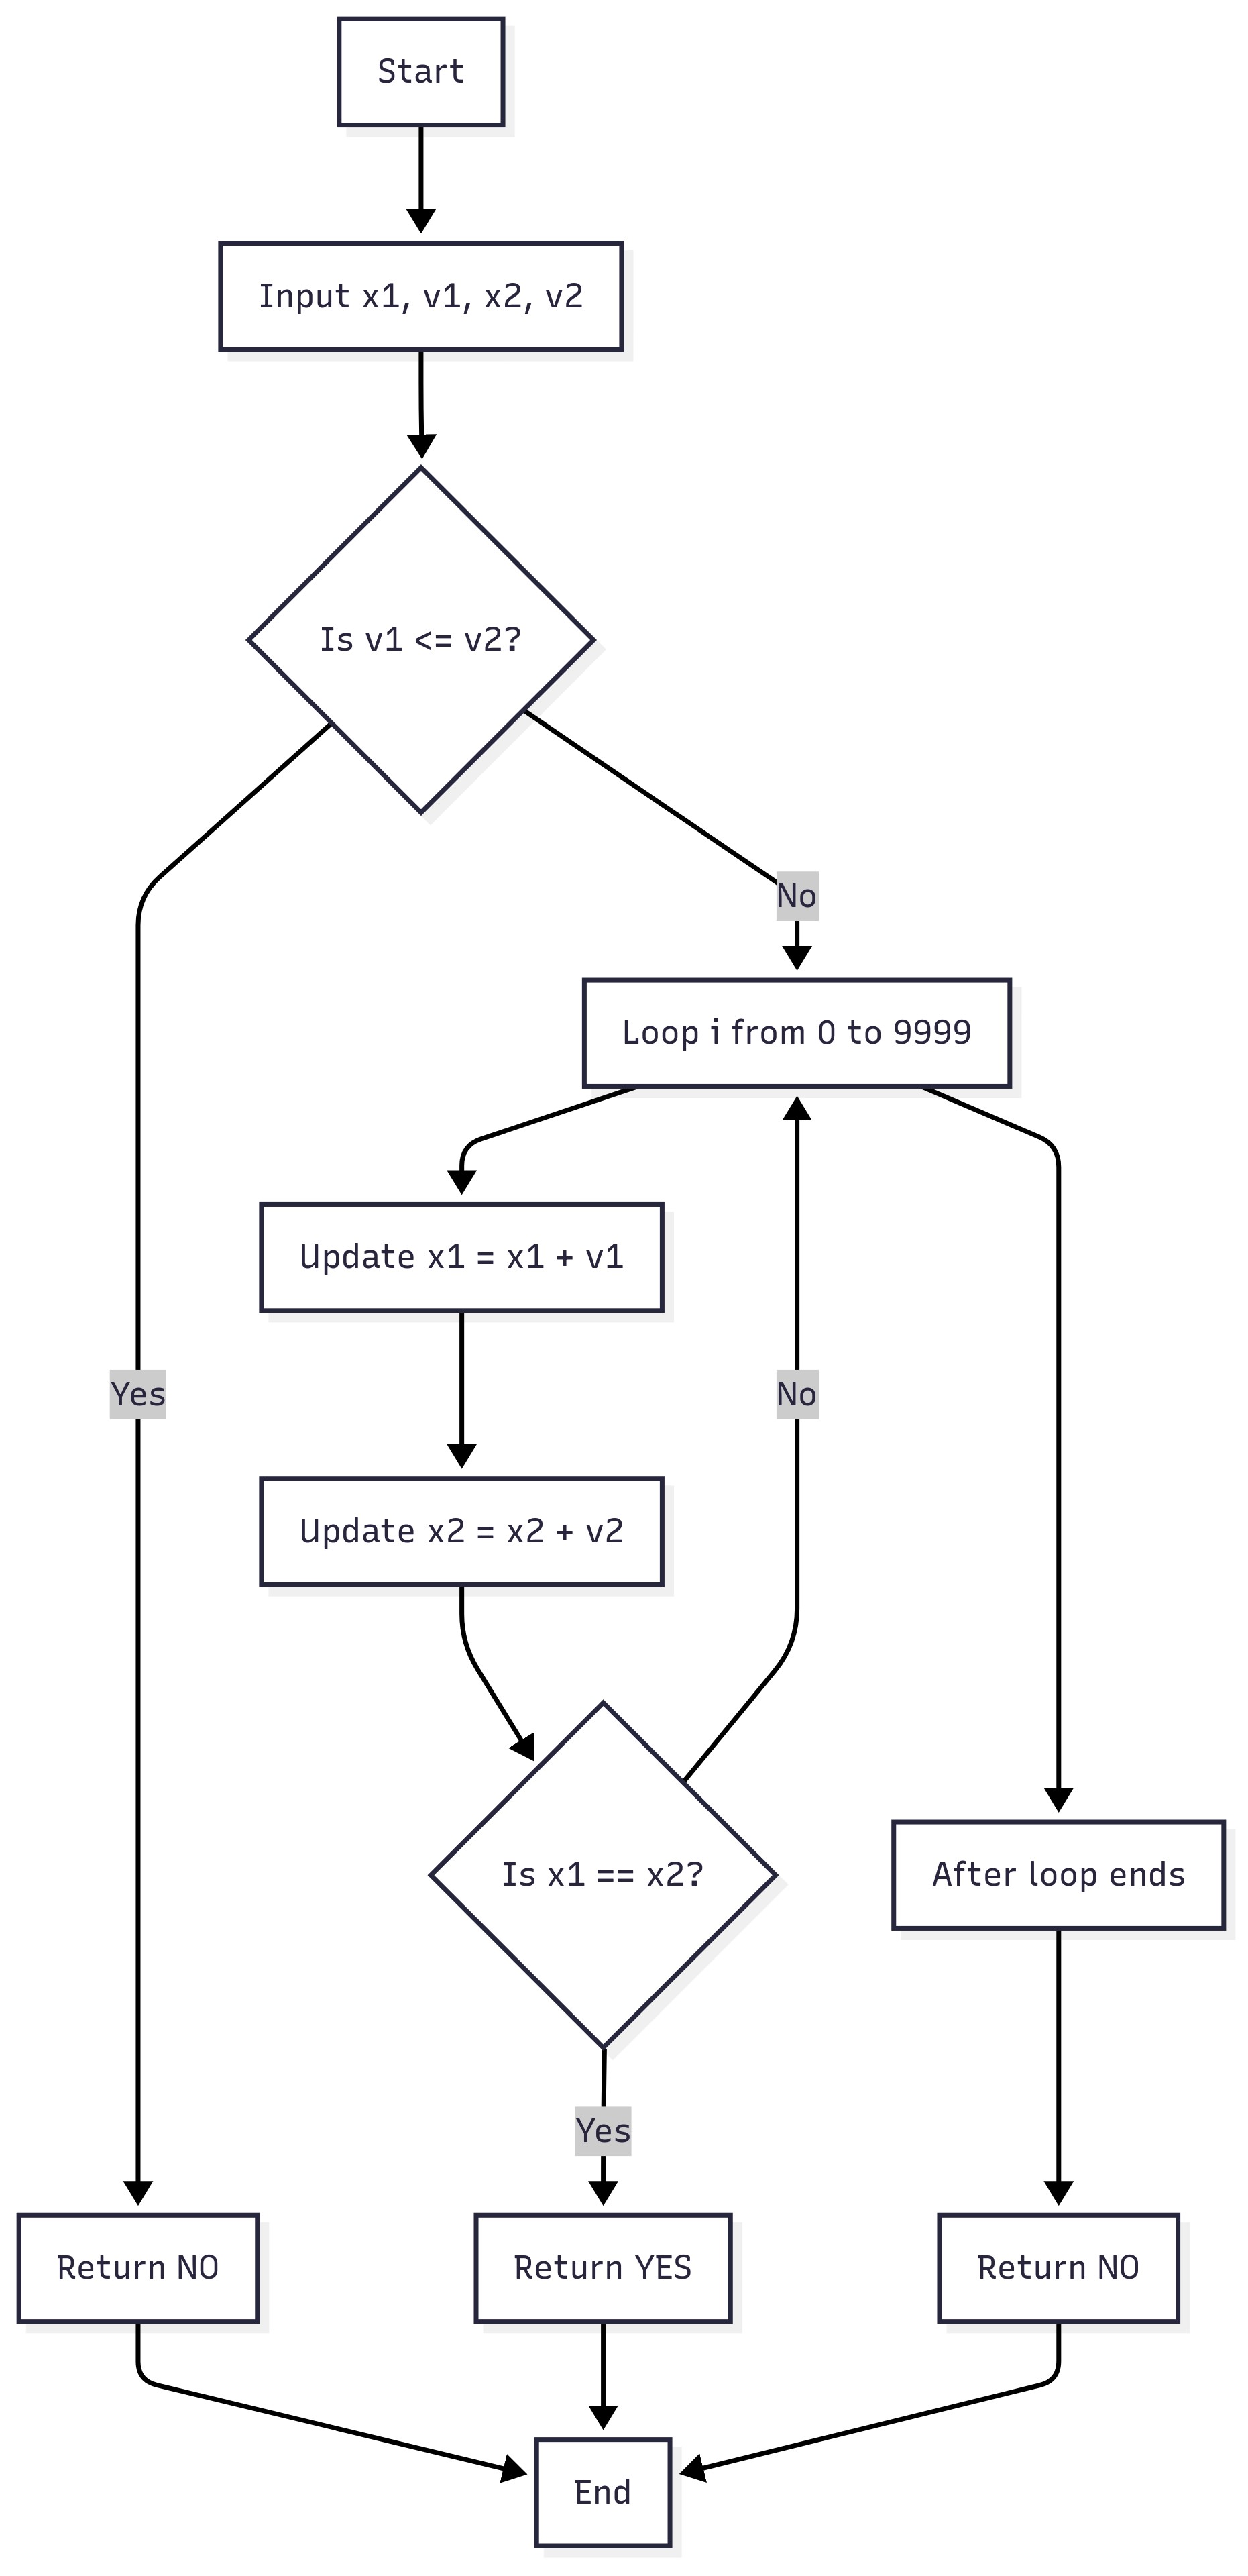 Start
Input x1, v1, x2, v2
Is v1 <= v2?
No
Loop i from 0 to 9999
Update x1 = x1 + v1
Yes
No
Update x2 = x2 + v2
Is x1 == x2?
After loop ends
Yes
Return NO
Return YES
Return NO
End